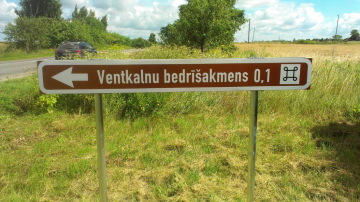 Ventkalnu bedrīšakmens 0,1